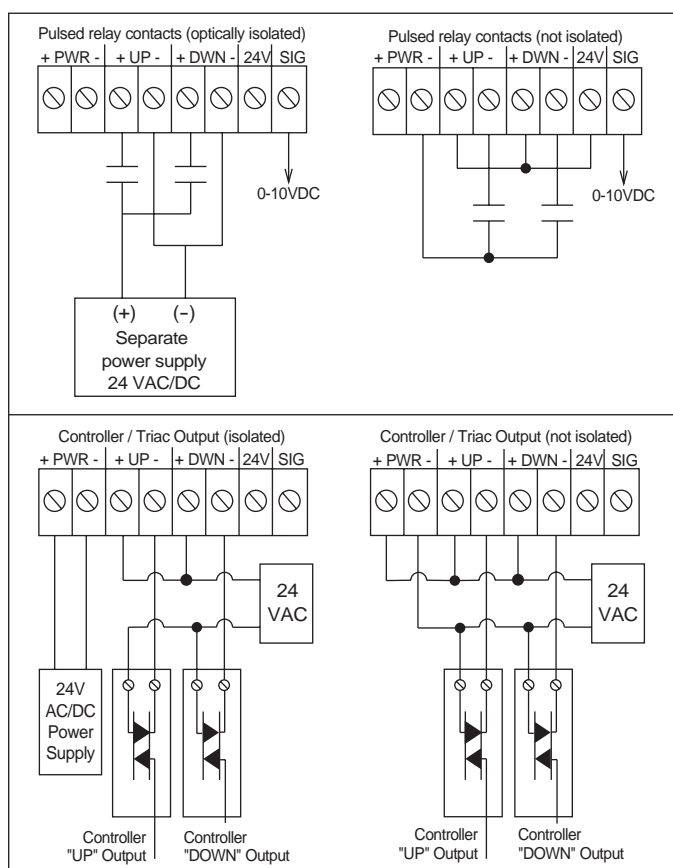 Pulsed relay contacts (optically isolated)
+ PWR - + UP - + DWN - 24V SIG
0-10VDC
(+) (–)
Separate
power supply
24 VAC/DC
Pulsed relay contacts (not isolated)
+ PWR - + UP - + DWN - 24V SIG
0-10VDC
Controller / Triac Output (isolated)
+ PWR - + UP - + DWN - 24V SIG
24
VAC
24V
AC/DC
Power
Supply
Controller
"UP" Output
Controller
"DOWN" Output
Controller / Triac Output (not isolated)
+ PWR - + UP - + DWN - 24V SIG
24
VAC
Controller
"UP" Output
Controller
"DOWN" Output